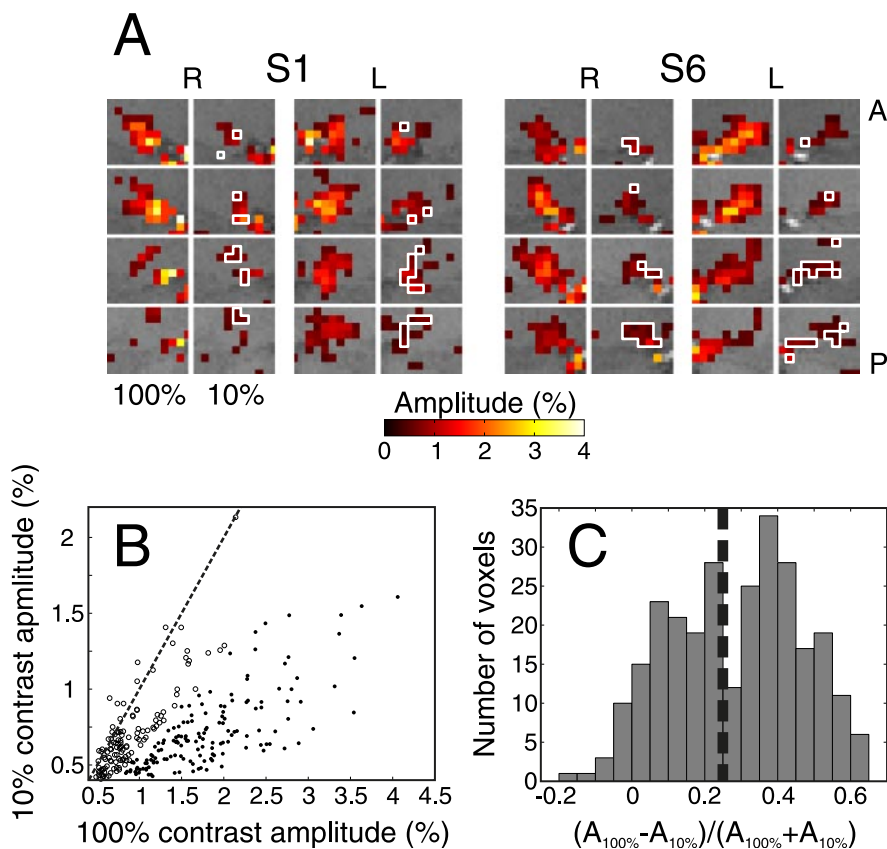 A
R S1 L R S6 L
A
P
100% 10%
Amplitude (%)
0 1 2 3 4
B
10% contrast apmlitude (%)
2
1.5
1
0.5
0.5 1 1.5 2 2.5 3 3.5 4 4.5
100% contrast amplitude (%)
C
Number of voxels
35
30
25
20
15
10
5
0
-0.2 0 0.2 0.4 0.6
(A100%-A10%)/(A100%+A10%)